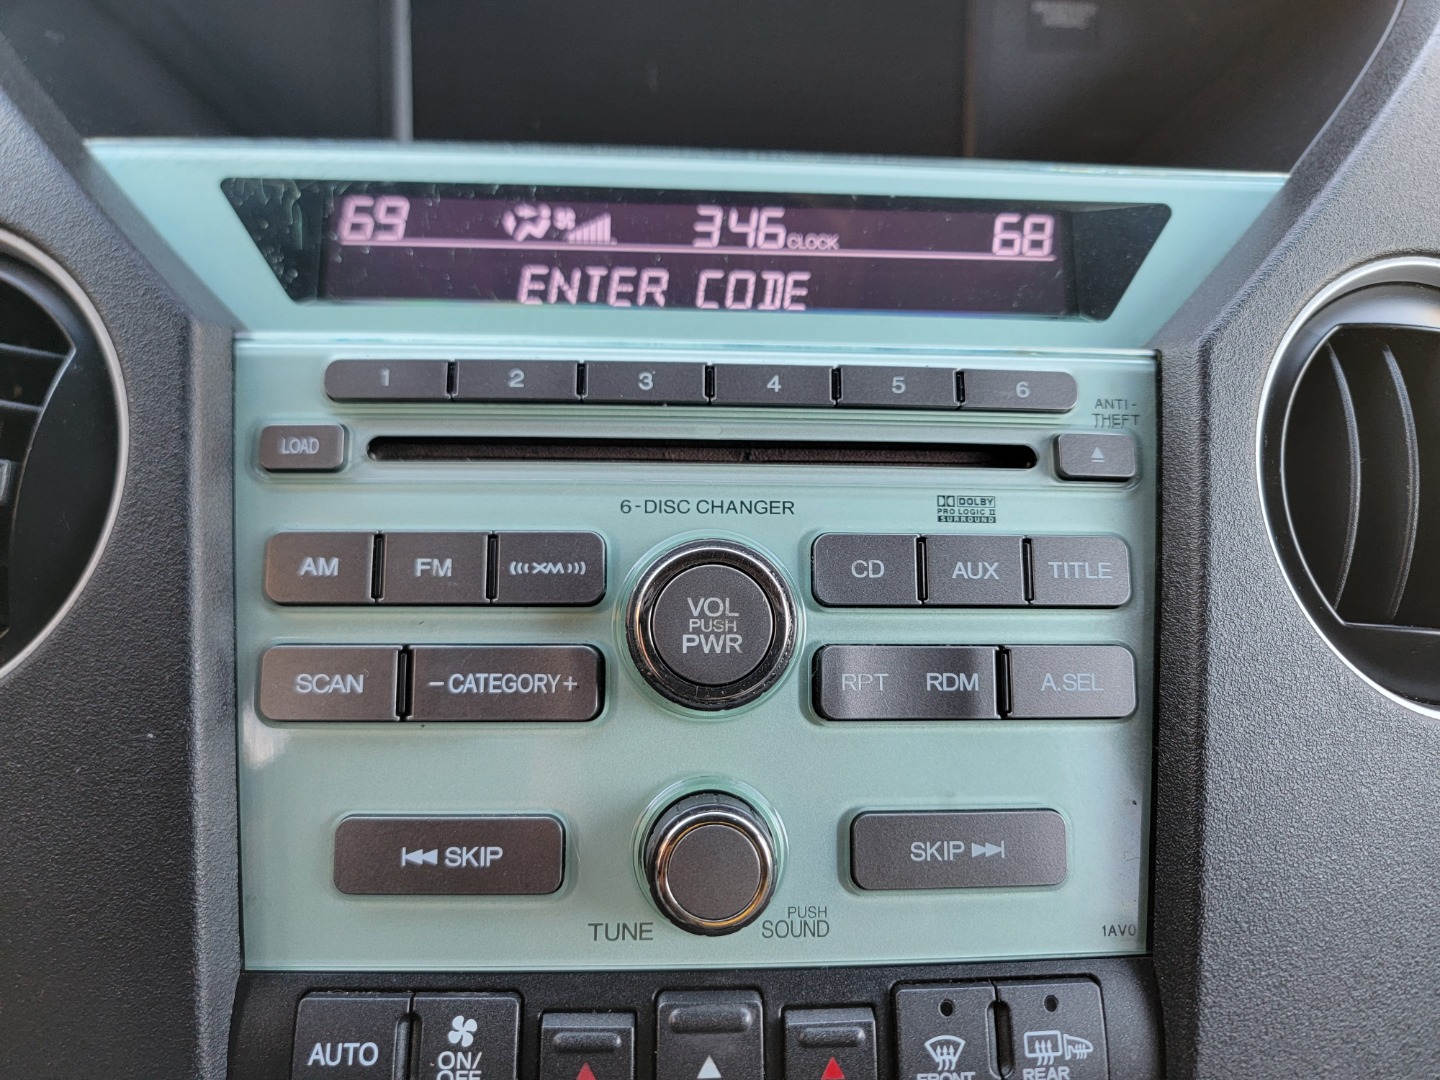 69 346 CLOCK 68
ENTER CODE
1 2 3 4 5 6
ANTI-
THEFT
LOAD
6-DISC CHANGER
DOLBY
PRO LOGIC II
SURROUND
AM FM XM
CD AUX TITLE
VOL
PUSH
PWR
SCAN - CATEGORY +
RPT RDM A.SEL
SKIP
SKIP
TUNE
PUSH
SOUND
1AV0
AUTO
ON/
OFF
FRONT
REAR